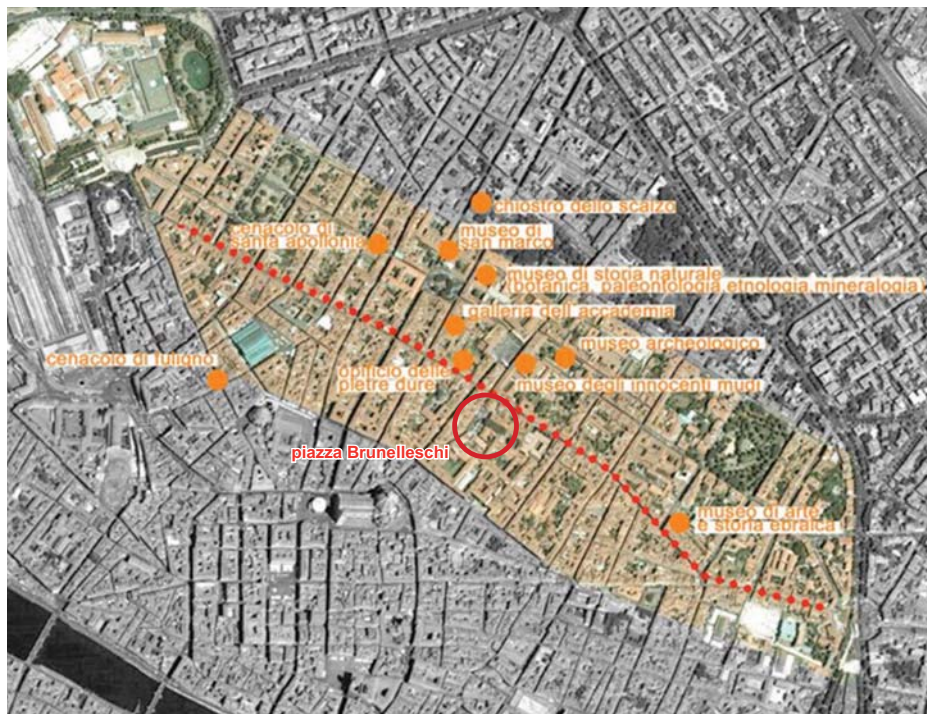 chiostro dello scalzo
cenacolo di
santa apollonia
museo di
san marco
museo di storia naturale
(botanica, paleontologia,etnologia,mineralogia)
galleria dell'accademia
museo archeologico
cenacolo di fuligno
opificio delle
pietre dure
museo degli innocenti mudi
piazza Brunelleschi
museo di arte
e storia ebraica